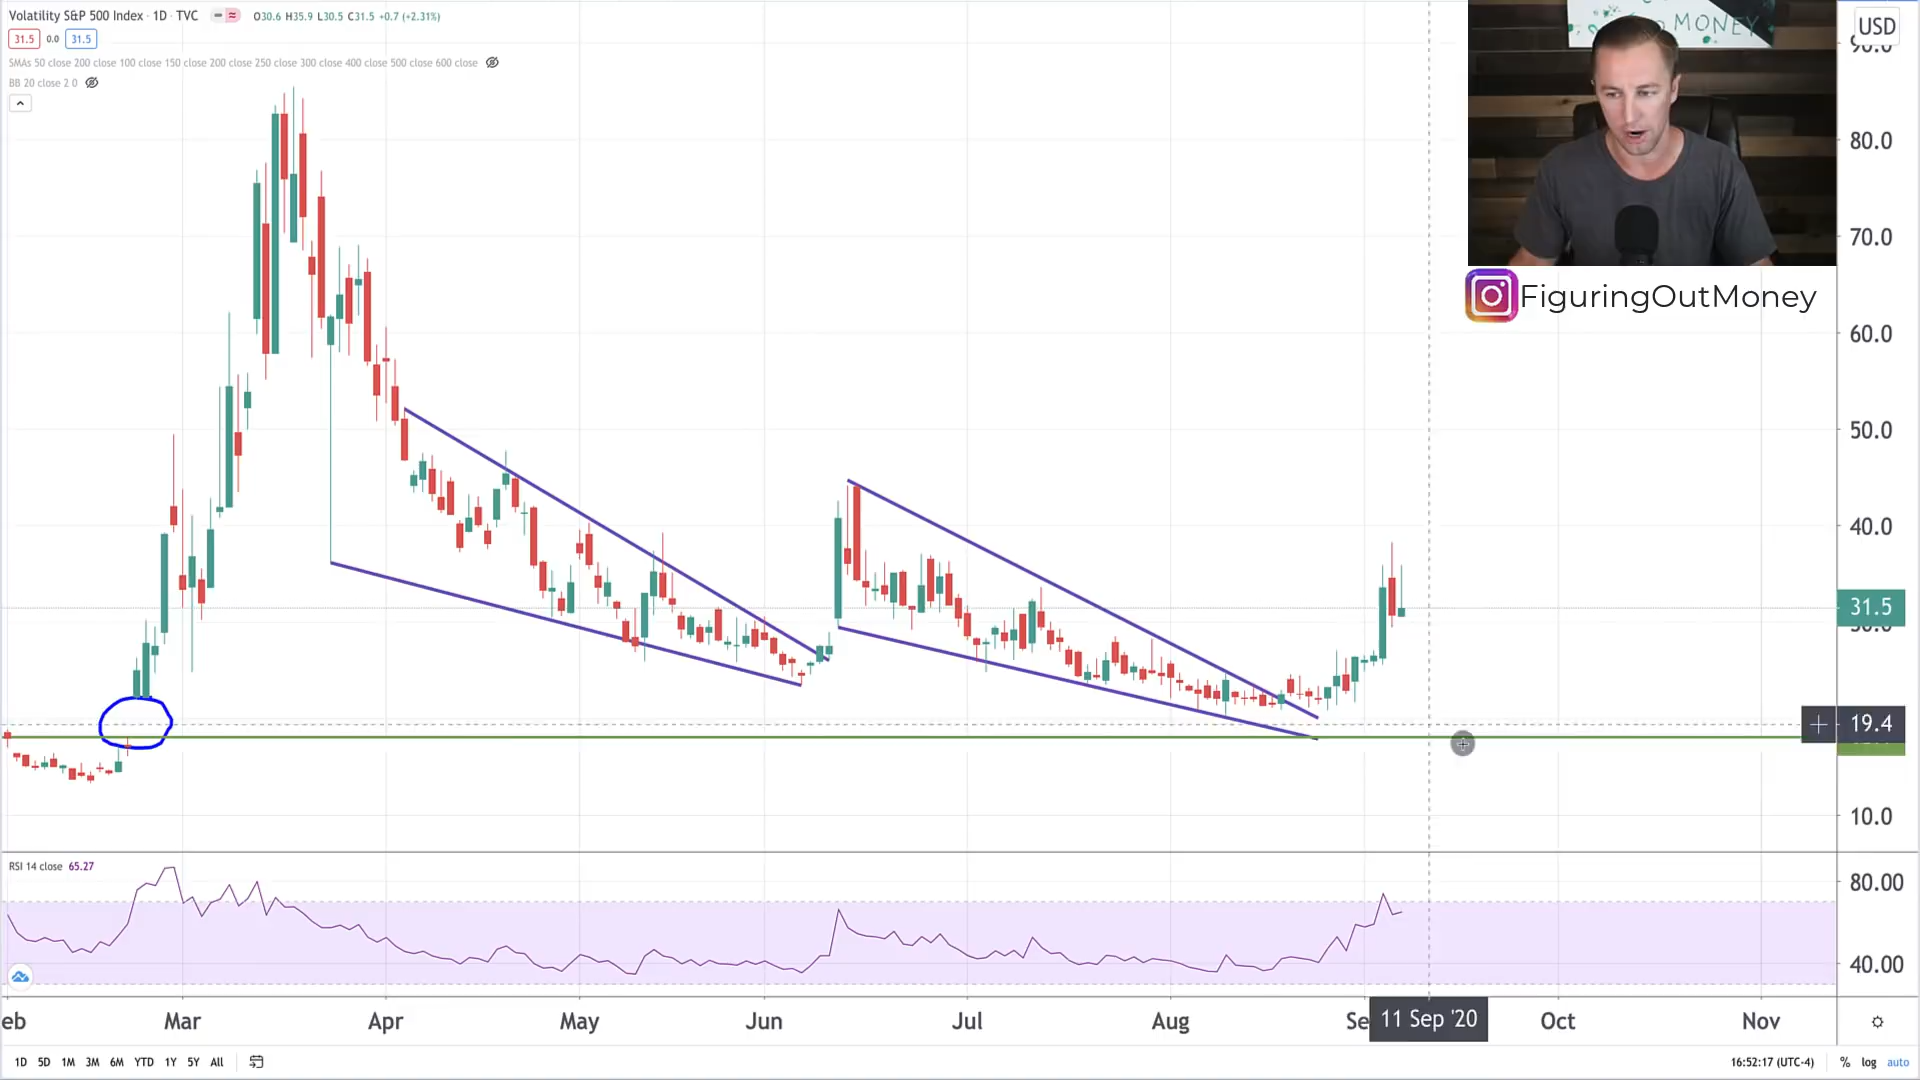 Volatility S&P 500 Index · 1D · TVC O30.6 H35.9 L30.5 C31.5 +0.7 (+2.31%)
31.5 0.0 31.5
SMAs 50 close 200 close 100 close 150 close 200 close 250 close 300 close 400 close 500 close 600 close
BB 20 close 2 0
MONEY
USD
90.0
80.0
70.0
FiguringOutMoney
60.0
50.0
40.0
31.5
30.0
19.4
10.0
RSI 14 close 65.27
80.00
40.00
eb Mar Apr May Jun Jul Aug Se 11 Sep '20 Oct Nov
1D 5D 1M 3M 6M YTD 1Y 5Y All 16:52:17 (UTC-4) % log auto